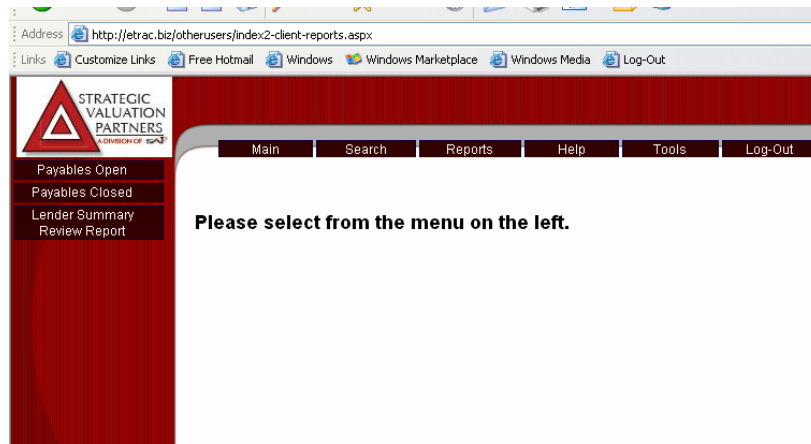 Address http://etrac.biz/otherusers/index2-client-reports.aspx
Links Customize Links Free Hotmail Windows Windows Marketplace Windows Media Log-Out
STRATEGIC
VALUATION
PARTNERS
A DIVISION OF
Main Search Reports Help Tools Log-Out
Payables Open
Payables Closed
Lender Summary
Review Report
Please select from the menu on the left.